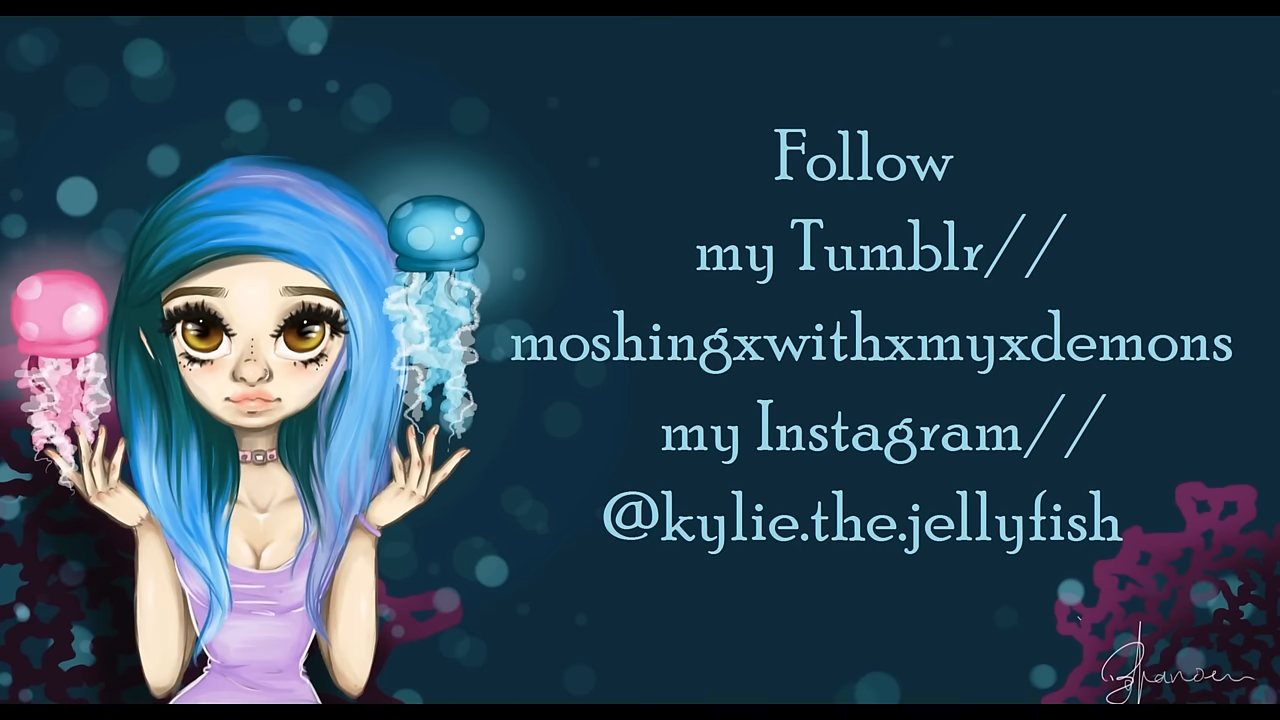 Follow
my Tumblr//
moshingxwithxmyxdemons
my Instagram//
@kylie.the.jellyfish